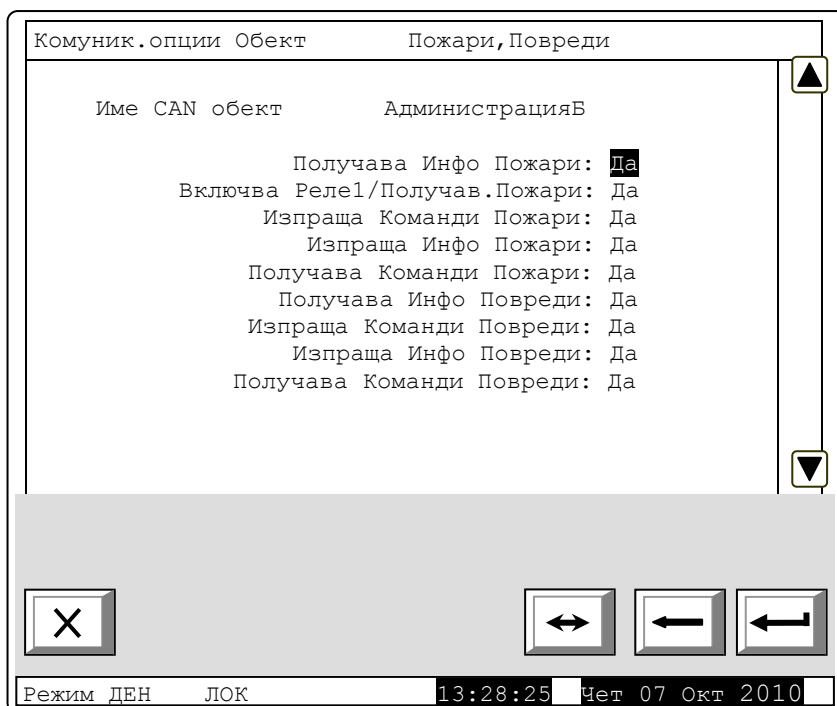 Комуник.опции Обект Пожари,Повреди
Име CAN обект АдминистрацияБ
Получава Инфо Пожари: Да
Включва Реле1/Получав.Пожари: Да
Изпраща Команди Пожари: Да
Изпраща Инфо Пожари: Да
Получава Команди Пожари: Да
Получава Инфо Повреди: Да
Изпраща Команди Повреди: Да
Изпраща Инфо Повреди: Да
Получава Команди Повреди: Да
Режим ДЕН ЛОК 13:28:25 Чет 07 Окт 2010